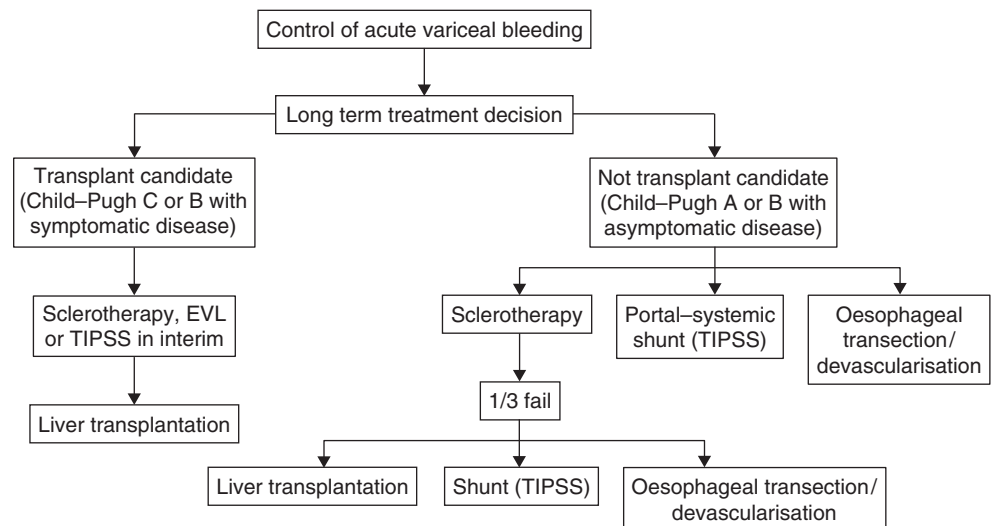 Control of acute variceal bleeding
Long term treatment decision
Transplant candidate
(Child–Pugh C or B with
symptomatic disease)
Not transplant candidate
(Child–Pugh A or B with
asymptomatic disease)
Sclerotherapy, EVL
or TIPSS in interim
Sclerotherapy
Portal–systemic
shunt (TIPSS)
Oesophageal
transection/
devascularisation
Liver transplantation
1/3 fail
Liver transplantation
Shunt (TIPSS)
Oesophageal transection/
devascularisation